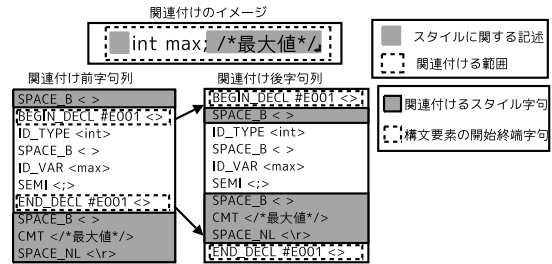 関連付けのイメージ
int max; /*最大値*/
スタイルに関する記述
関連付ける範囲
関連付け前字句列
SPACE_B < >
BEGIN_DECL #E001 <>
ID_TYPE <int>
SPACE_B < >
ID_VAR <max>
SEMI <;>
END_DECL #E001 <>
SPACE_B < >
CMT </*最大値*/>
SPACE_NL <\r>
関連付け後字句列
BEGIN_DECL #E001 <>
SPACE_B < >
ID_TYPE <int>
SPACE_B < >
ID_VAR <max>
SEMI <;>
SPACE_B < >
CMT </*最大値*/>
SPACE_NL <\r>
END_DECL #E001 <>
関連付けるスタイル字句
構文要素の開始終端字句